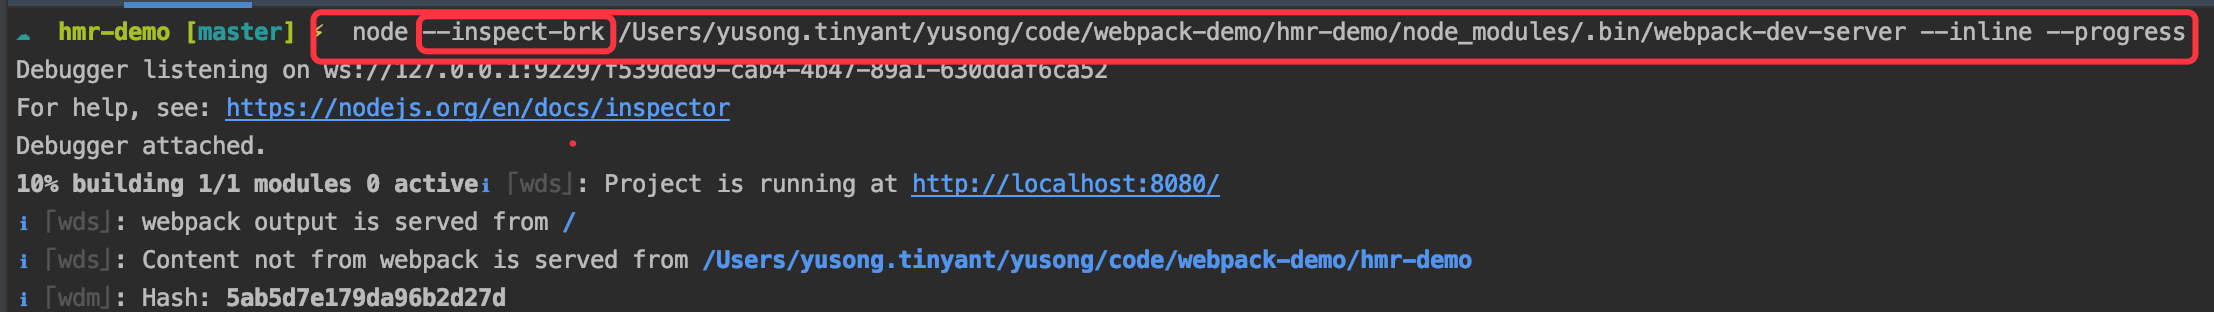 hmr-demo [master] ⚡ node --inspect-brk /Users/yusong.tinyant/yusong/code/webpack-demo/hmr-demo/node_modules/.bin/webpack-dev-server --inline --progress
Debugger listening on ws://127.0.0.1:9229/f539ded9-cab4-4b47-89a1-630ddaf6ca52
For help, see: https://nodejs.org/en/docs/inspector
Debugger attached.
10% building 1/1 modules 0 activeℹ ｢wds｣: Project is running at http://localhost:8080/
ℹ ｢wds｣: webpack output is served from /
ℹ ｢wds｣: Content not from webpack is served from /Users/yusong.tinyant/yusong/code/webpack-demo/hmr-demo
ℹ ｢wdm｣: Hash: 5ab5d7e179da96b2d27d